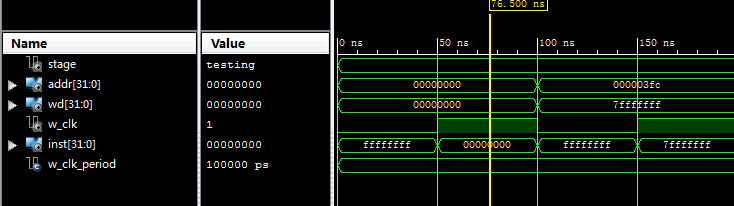 76.500 ns
Name Value
0 ns 50 ns 100 ns 150 ns
stage testing
addr[31:0] 00000000 00000000 000003fc
wd[31:0] 00000000 00000000 7fffffff
w_clk 1
inst[31:0] 00000000 ffffffff 00000000 ffffffff 7fffffff
w_clk_period 100000 ps